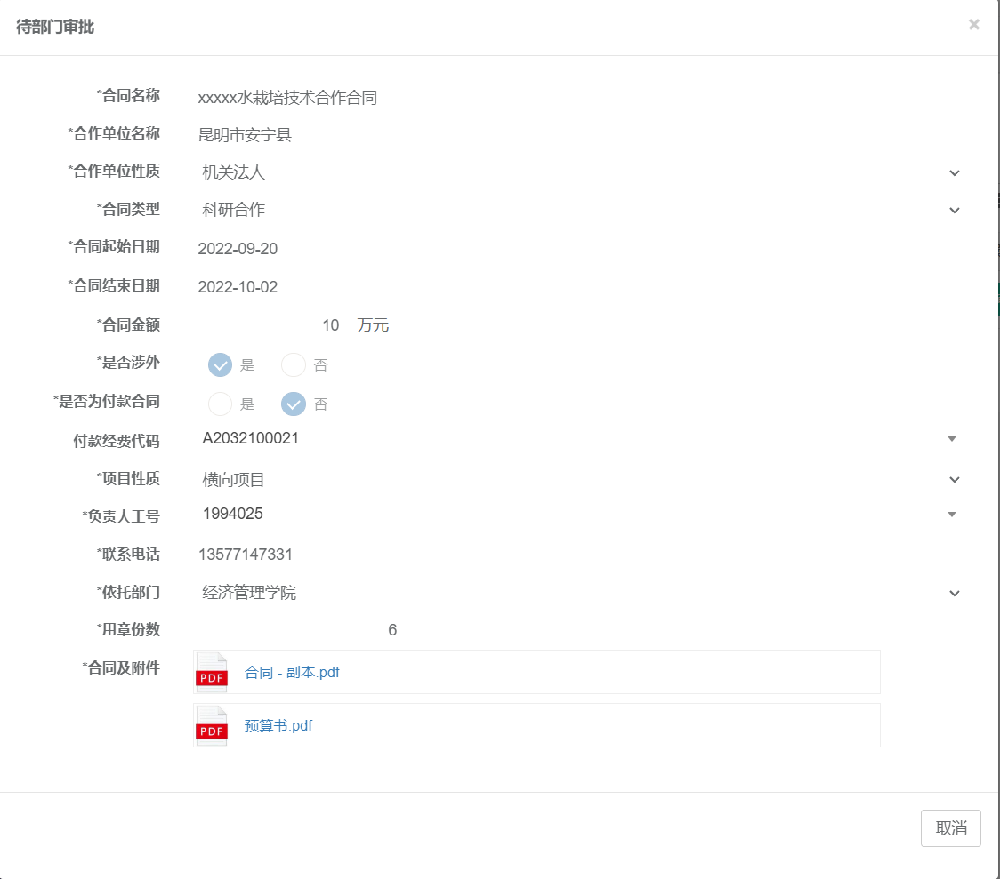 待部门审批 ×
*合同名称 xxxxx水栽培技术合作合同
*合作单位名称 昆明市安宁县
*合作单位性质 机关法人
*合同类型 科研合作
*合同起始日期 2022-09-20
*合同结束日期 2022-10-02
*合同金额 10 万元
*是否涉外 是 否
*是否为付款合同 是 否
付款经费代码 A2032100021
*项目性质 横向项目
*负责人工号 1994025
*联系电话 13577147331
*依托部门 经济管理学院
*用章份数 6
*合同及附件 PDF 合同 - 副本.pdf
PDF 预算书.pdf
取消